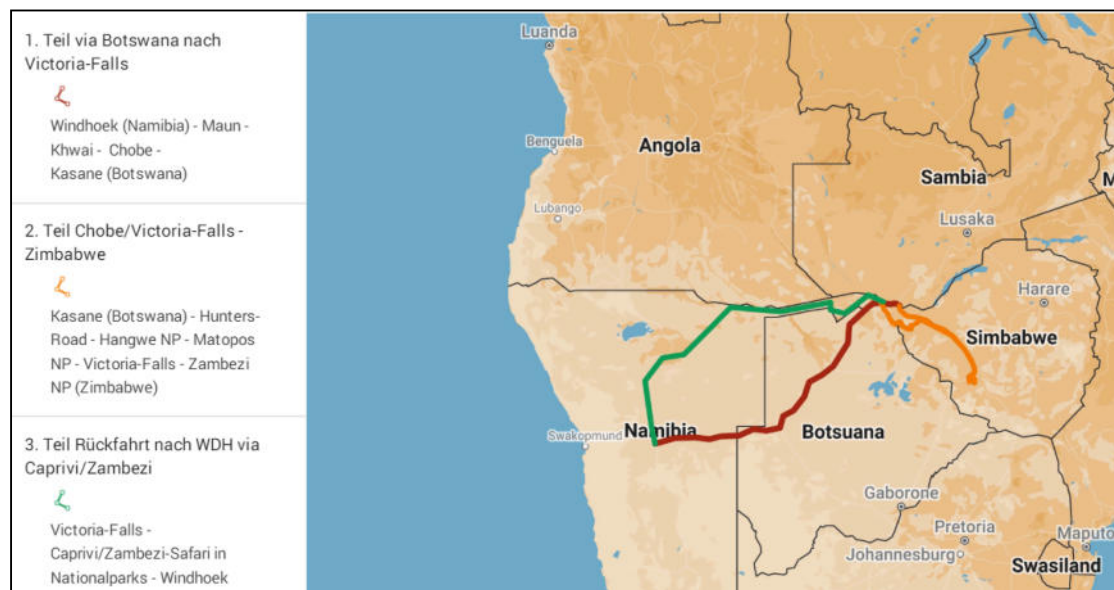 1. Teil via Botswana nach
Victoria-Falls
Windhoek (Namibia) - Maun -
Khwai - Chobe -
Kasane (Botswana)
2. Teil Chobe/Victoria-Falls -
Zimbabwe
Kasane (Botswana) - Hunters-
Road - Hangwe NP - Matopos
NP - Victoria-Falls - Zambezi
NP (Zimbabwe)
3. Teil Rückfahrt nach WDH via
Caprivi/Zambezi
Victoria-Falls -
Caprivi/Zambezi-Safari in
Nationalparks - Windhoek
Luanda
Benguela
Angola
Lubango
Sambia
M
Lusaka
Harare
Simbabwe
Swakopmund
Namibia
Botsuana
Gaborone
Pretoria
Johannesburg
Maputo
Swasiland